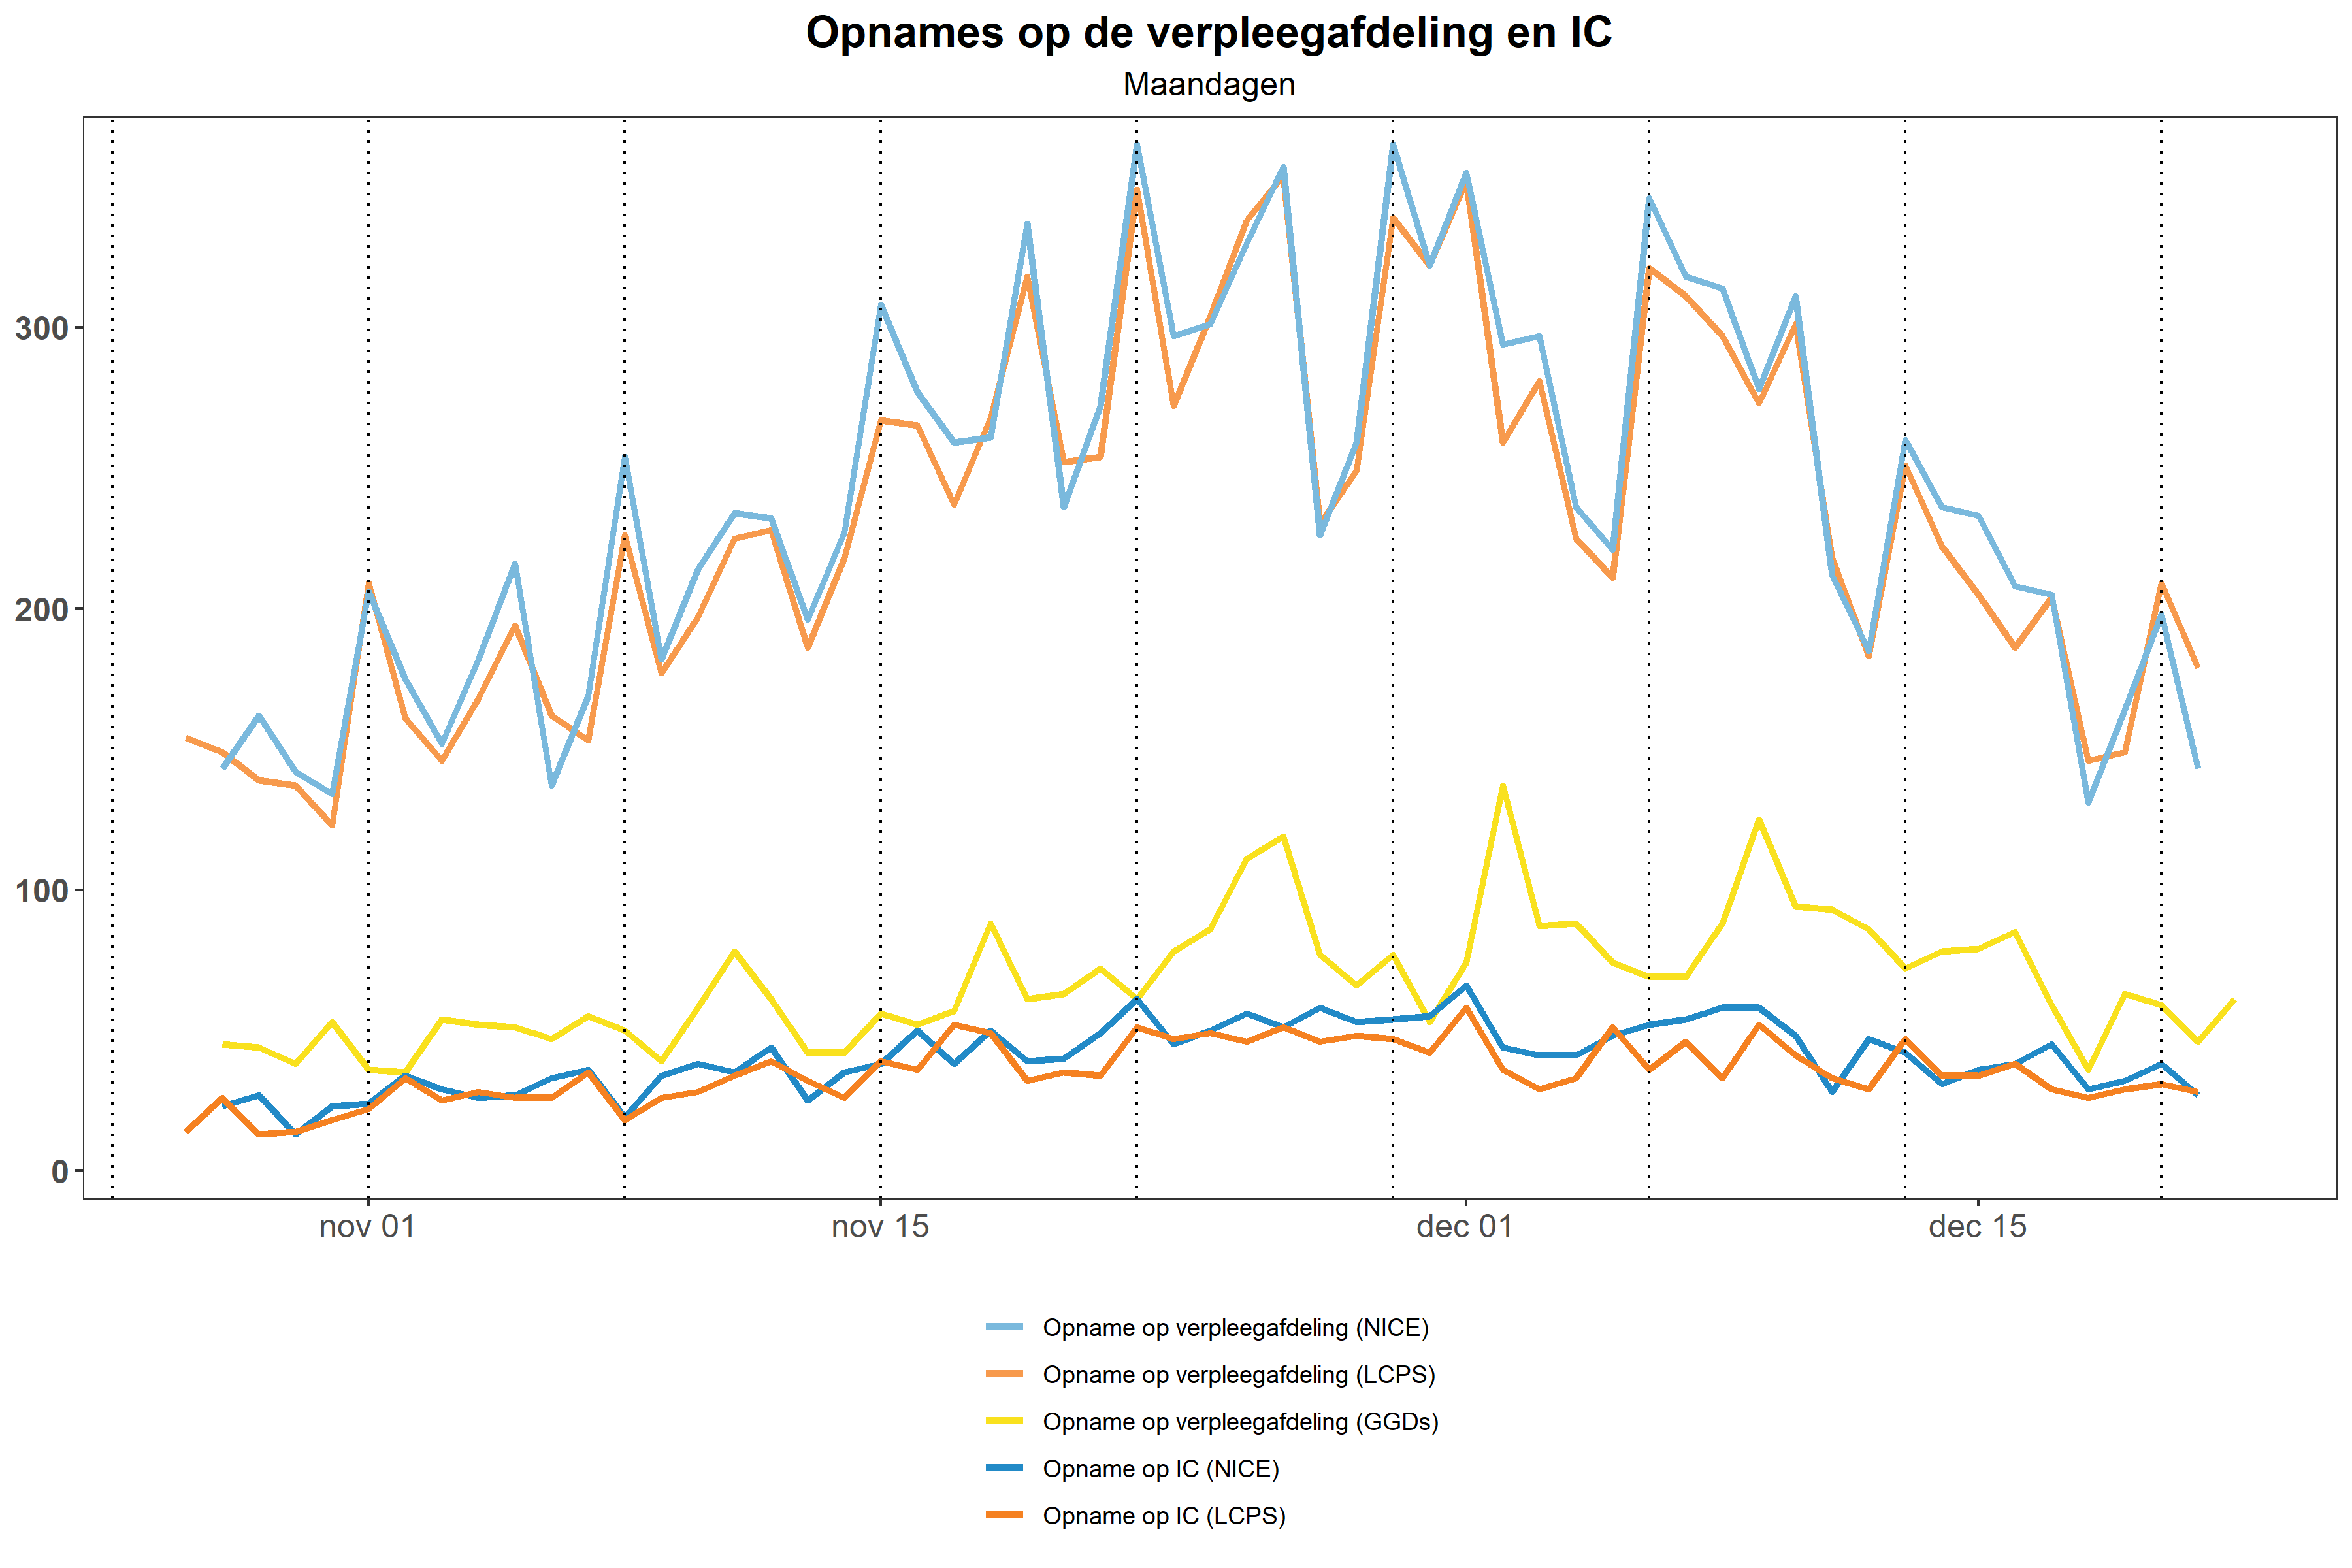 Opnames op de verpleegafdeling en IC
Maandagen
300
200
100
0
nov 01
nov 15
dec 01
dec 15
Opname op verpleegafdeling (NICE)
Opname op verpleegafdeling (LCPS)
Opname op verpleegafdeling (GGDs)
Opname op IC (NICE)
Opname op IC (LCPS)